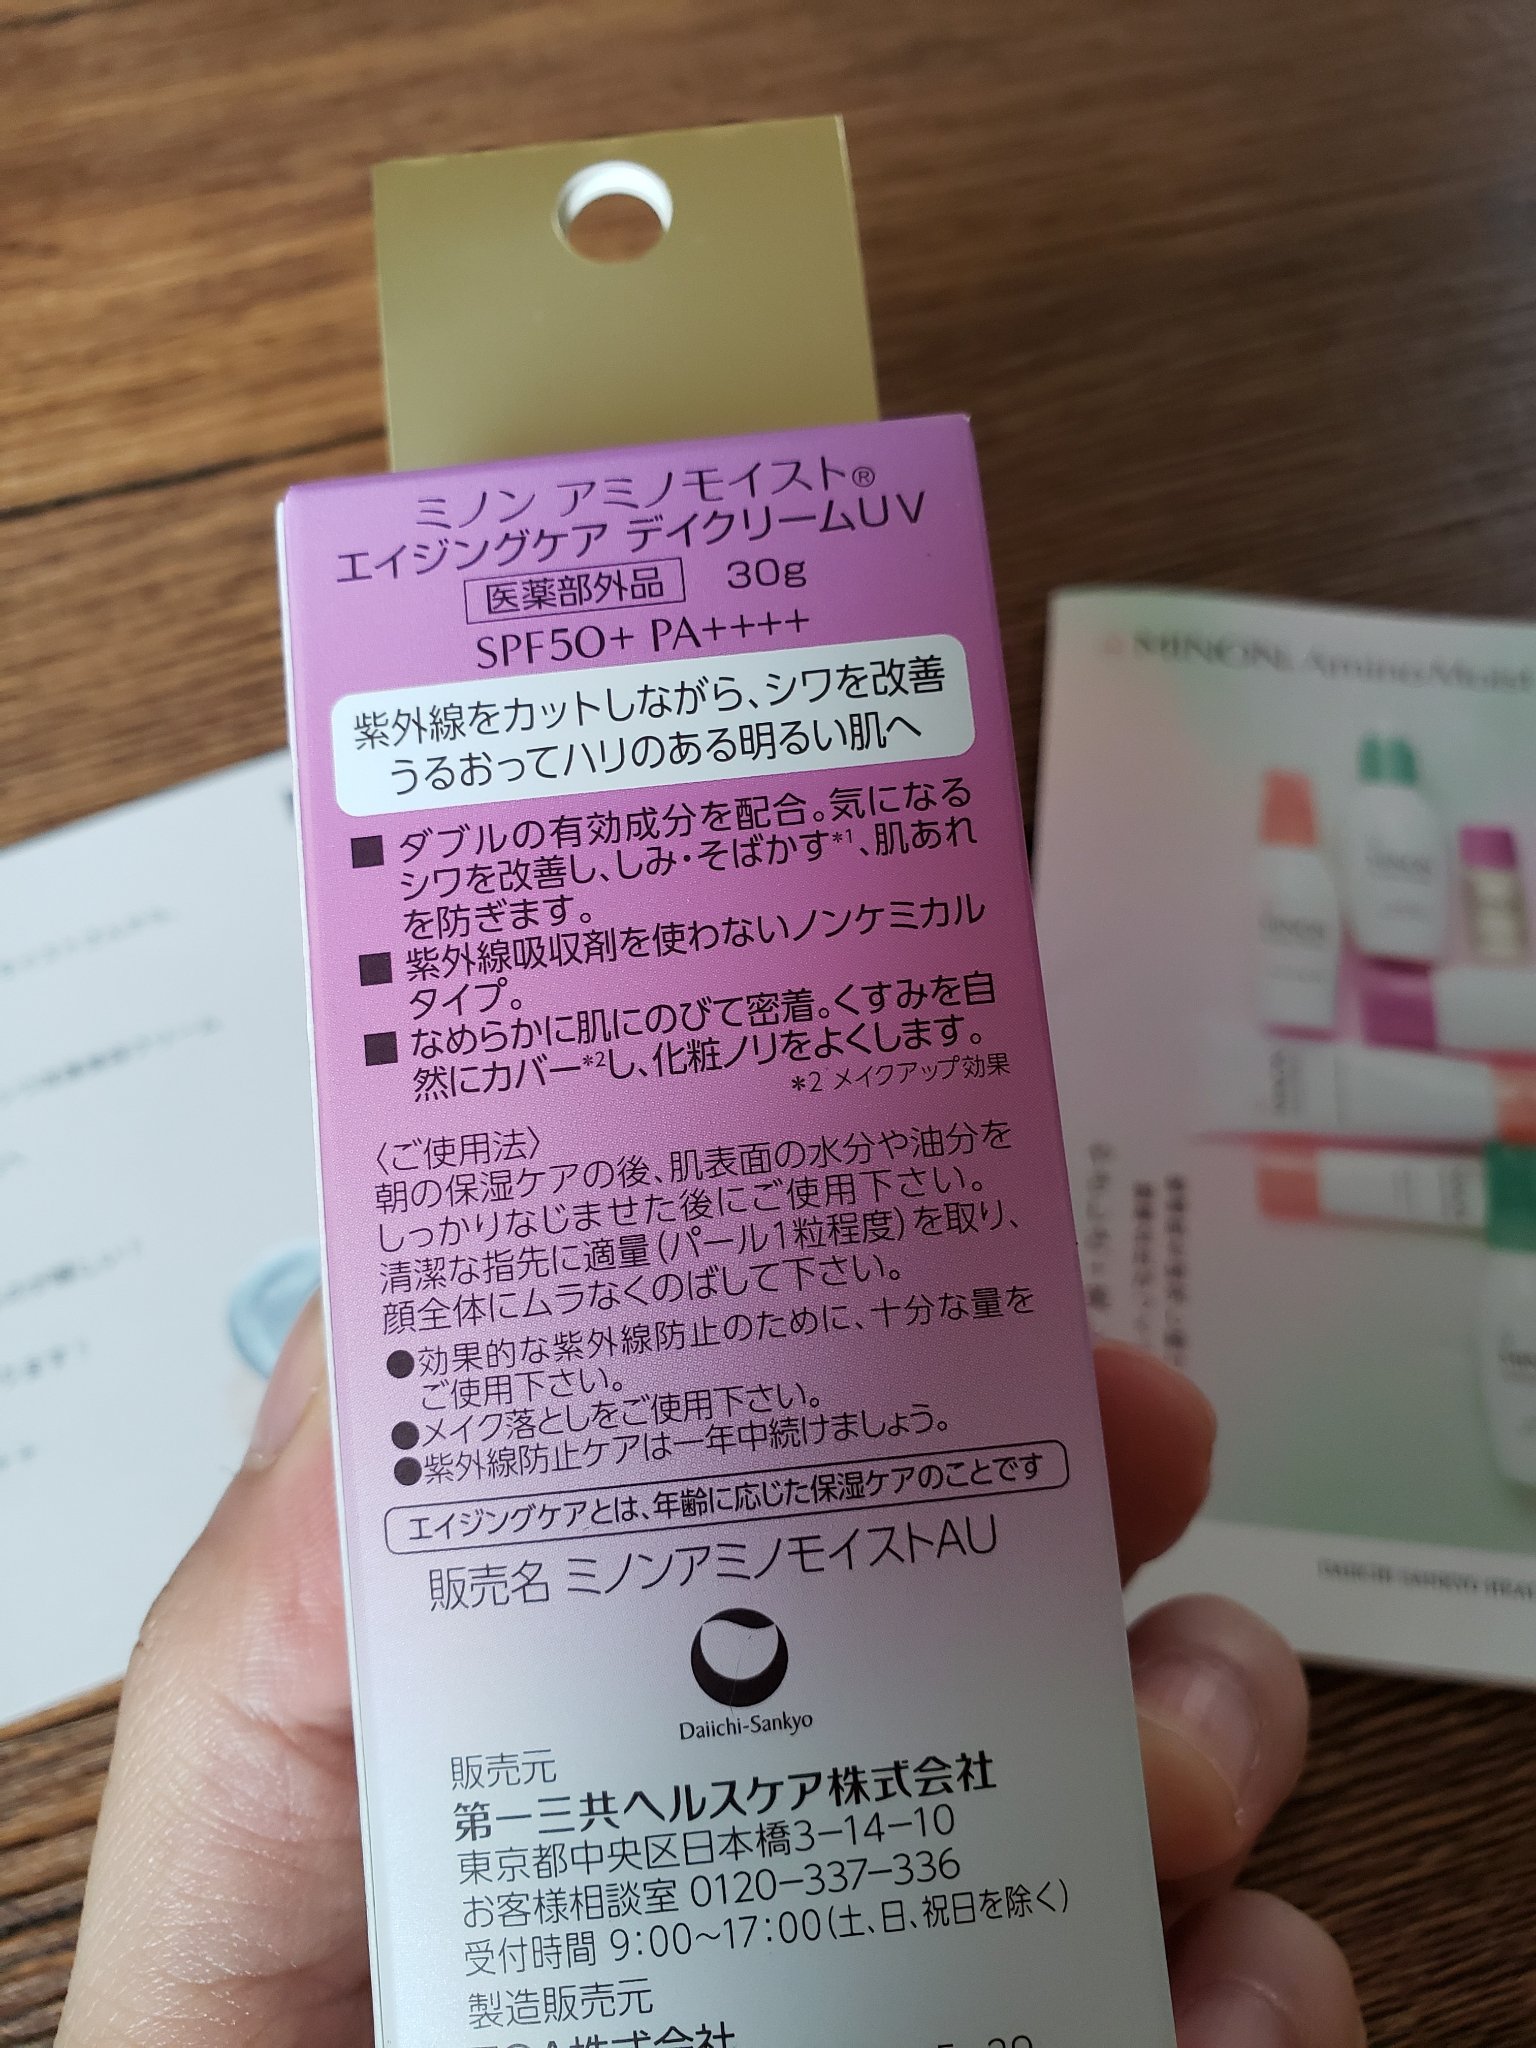 ミノン アミノモイスト®
エイジングケア デイクリームUV
医薬部外品 30g
SPF50+ PA++++
紫外線をカットしながら、シワを改善
うるおってハリのある明るい肌へ
■ ダブルの有効成分を配合。気になる
シワを改善し、しみ・そばかす*1、肌あれ
を防ぎます。
■ 紫外線吸収剤を使わないノンケミカル
タイプ。
■ なめらかに肌にのびて密着。くすみを自
然にカバー*2し、化粧ノリをよくします。
*2 メイクアップ効果
〈ご使用法〉
朝の保湿ケアの後、肌表面の水分や油分を
しっかりなじませた後にご使用下さい。
清潔な指先に適量(パール1粒程度)を取り、
顔全体にムラなくのばして下さい。
●効果的な紫外線防止のために、十分な量を
ご使用下さい。
●メイク落としをご使用下さい。
●紫外線防止ケアは一年中続けましょう。
エイジングケアとは、年齢に応じた保湿ケアのことです
販売名 ミノンアミノモイストAU
Daiichi-Sankyo
販売元
第一三共ヘルスケア株式会社
東京都中央区日本橋3-14-10
お客様相談室 0120-337-336
受付時間 9:00~17:00(土、日、祝日を除く)
製造販売元
株式会社
MINON Amino Moist
DAIICHI SANKYO